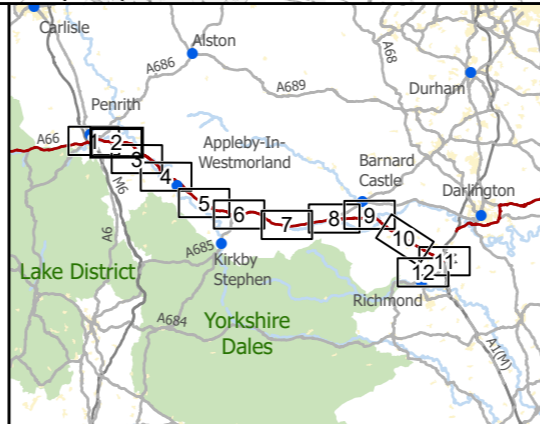 Carlisle
Alston
A686
A68
A689
Durham
Penrith
A66
1
2
3
Appleby-In-
Westmorland
Barnard
Castle
M6
4
Darlington
5
6
7
8
9
10
A6
A685
Kirkby
Stephen
11
12
Lake District
Richmond
A684
Yorkshire
Dales
A1(M)